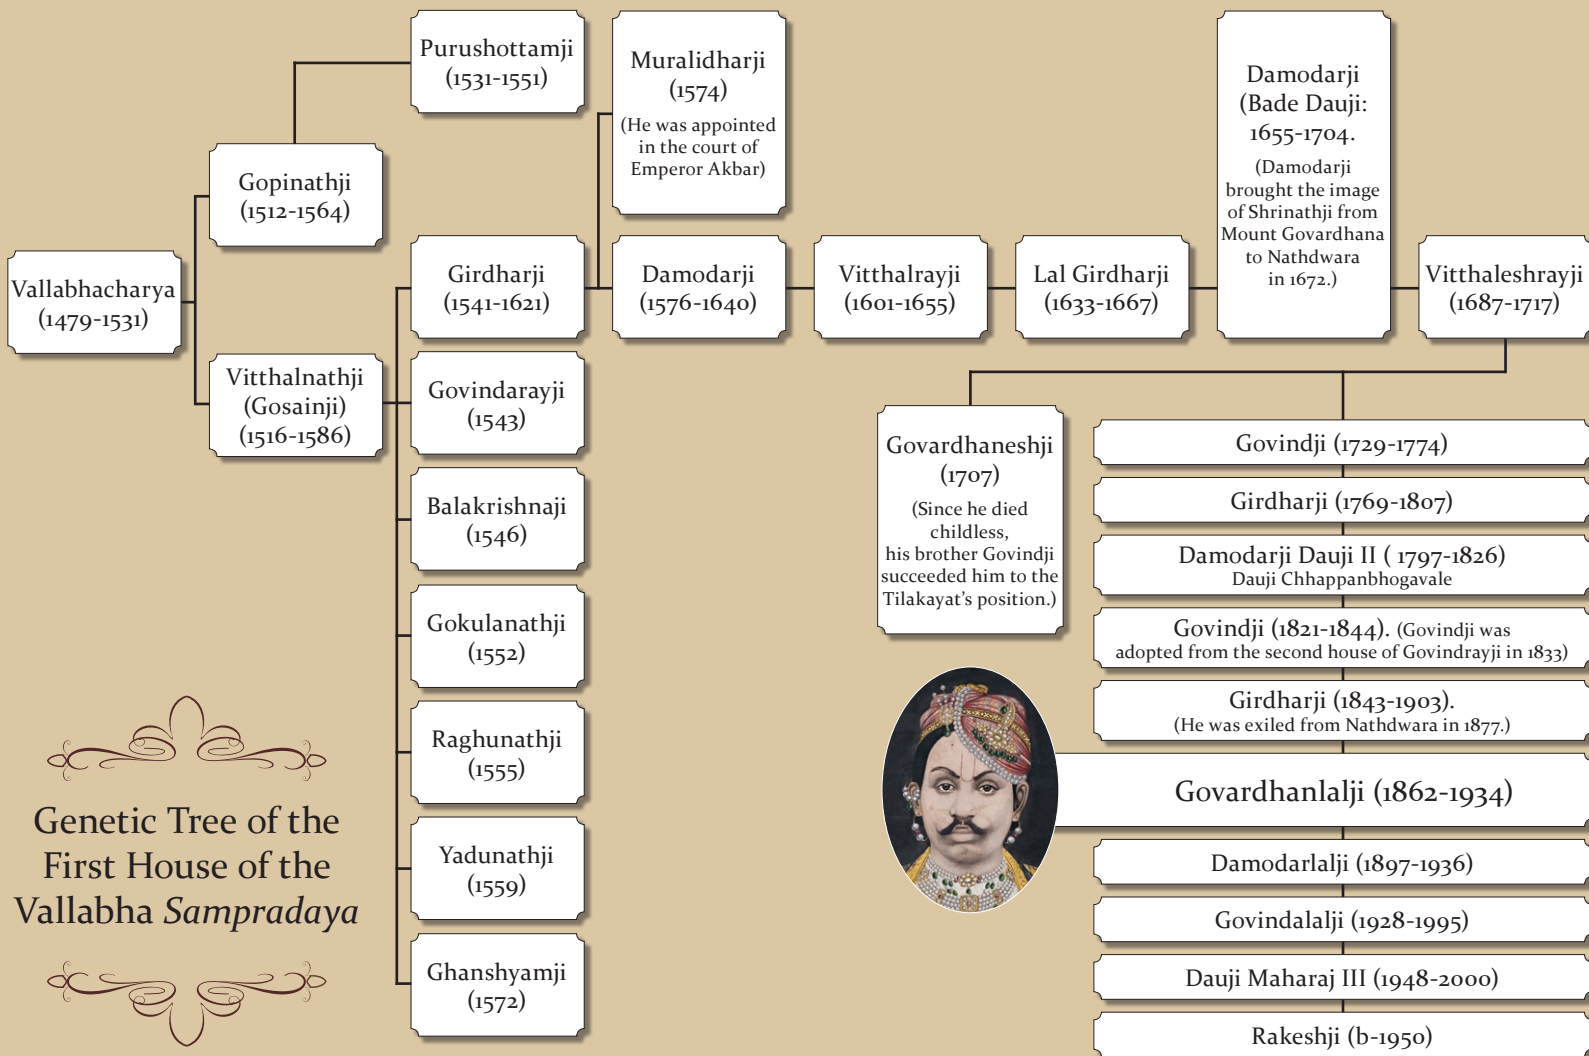 Vallabhacharya
(1479-1531)
Gopinathji
(1512-1564)
Vitthalnathji
(Gosainji)
(1516-1586)
Purushottamji
(1531-1551)
Girdharji
(1541-1621)
Govindarayji
(1543)
Balakrishnaji
(1546)
Gokulanathji
(1552)
Raghunathji
(1555)
Yadunathji
(1559)
Ghanshyamji
(1572)
Muralidharji
(1574)
(He was appointed
in the court of
Emperor Akbar)
Damodarji
(1576-1640)
Vitthalrayji
(1601-1655)
Lal Girdharji
(1633-1667)
Damodarji
(Bade Dauji:
1655-1704.
(Damodarji
brought the image
of Shrinathji from
Mount Govardhana
to Nathdwara
in 1672.)
Vitthaleshrayji
(1687-1717)
Govardhaneshji
(1707)
(Since he died
childless,
his brother Govindji
succeeded him to the
Tilakayat's position.)
Govindji (1729-1774)
Girdharji (1769-1807)
Damodarji Dauji II ( 1797-1826)
Dauji Chhappanbhogavale
Govindji (1821-1844). (Govindji was
adopted from the second house of Govindrayji in 1833)
Girdharji (1843-1903).
(He was exiled from Nathdwara in 1877.)
Govardhanlalji (1862-1934)
Damodarlalji (1897-1936)
Govindalalji (1928-1995)
Dauji Maharaj III (1948-2000)
Rakeshji (b-1950)
Genetic Tree of the
First House of the
Vallabha Sampradaya